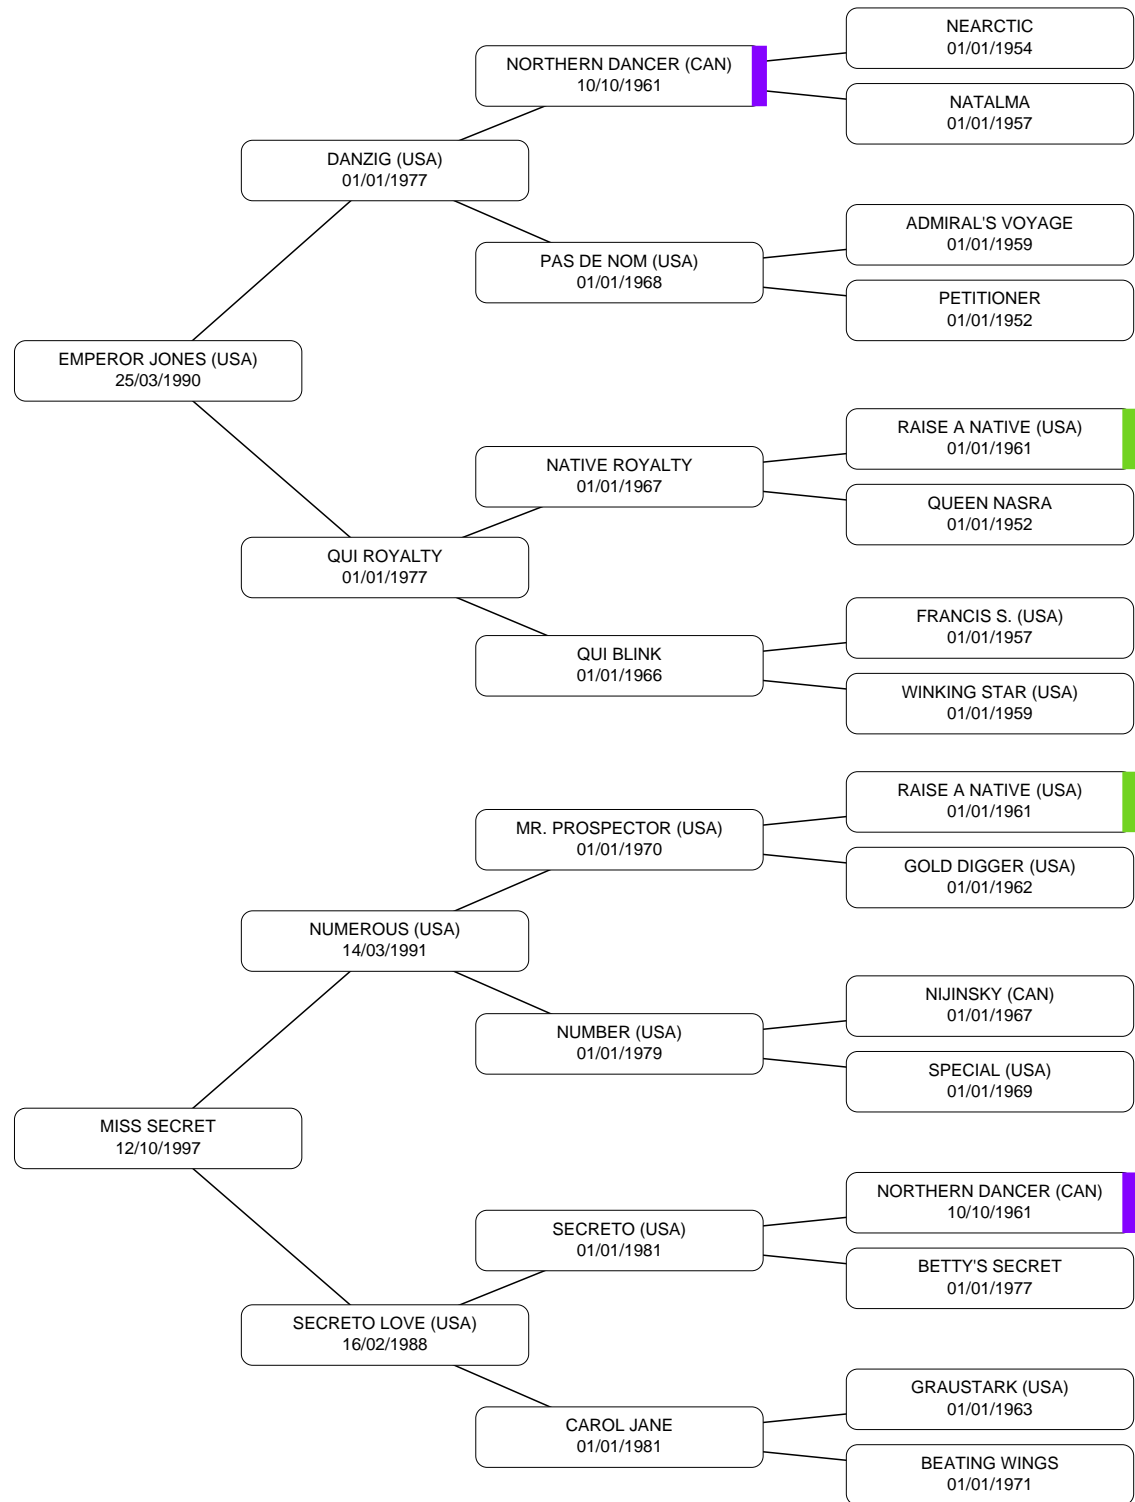 NEARCTIC
01/01/1954
NORTHERN DANCER (CAN)
10/10/1961
NATALMA
01/01/1957
DANZIG (USA)
01/01/1977
ADMIRAL'S VOYAGE
01/01/1959
PAS DE NOM (USA)
01/01/1968
PETITIONER
01/01/1952
EMPEROR JONES (USA)
25/03/1990
RAISE A NATIVE (USA)
01/01/1961
NATIVE ROYALTY
01/01/1967
QUEEN NASRA
01/01/1952
QUI ROYALTY
01/01/1977
FRANCIS S. (USA)
01/01/1957
QUI BLINK
01/01/1966
WINKING STAR (USA)
01/01/1959
RAISE A NATIVE (USA)
01/01/1961
MR. PROSPECTOR (USA)
01/01/1970
GOLD DIGGER (USA)
01/01/1962
NUMEROUS (USA)
14/03/1991
NIJINSKY (CAN)
01/01/1967
NUMBER (USA)
01/01/1979
SPECIAL (USA)
01/01/1969
MISS SECRET
12/10/1997
NORTHERN DANCER (CAN)
10/10/1961
SECRETO (USA)
01/01/1981
BETTY'S SECRET
01/01/1977
SECRETO LOVE (USA)
16/02/1988
GRAUSTARK (USA)
01/01/1963
CAROL JANE
01/01/1981
BEATING WINGS
01/01/1971